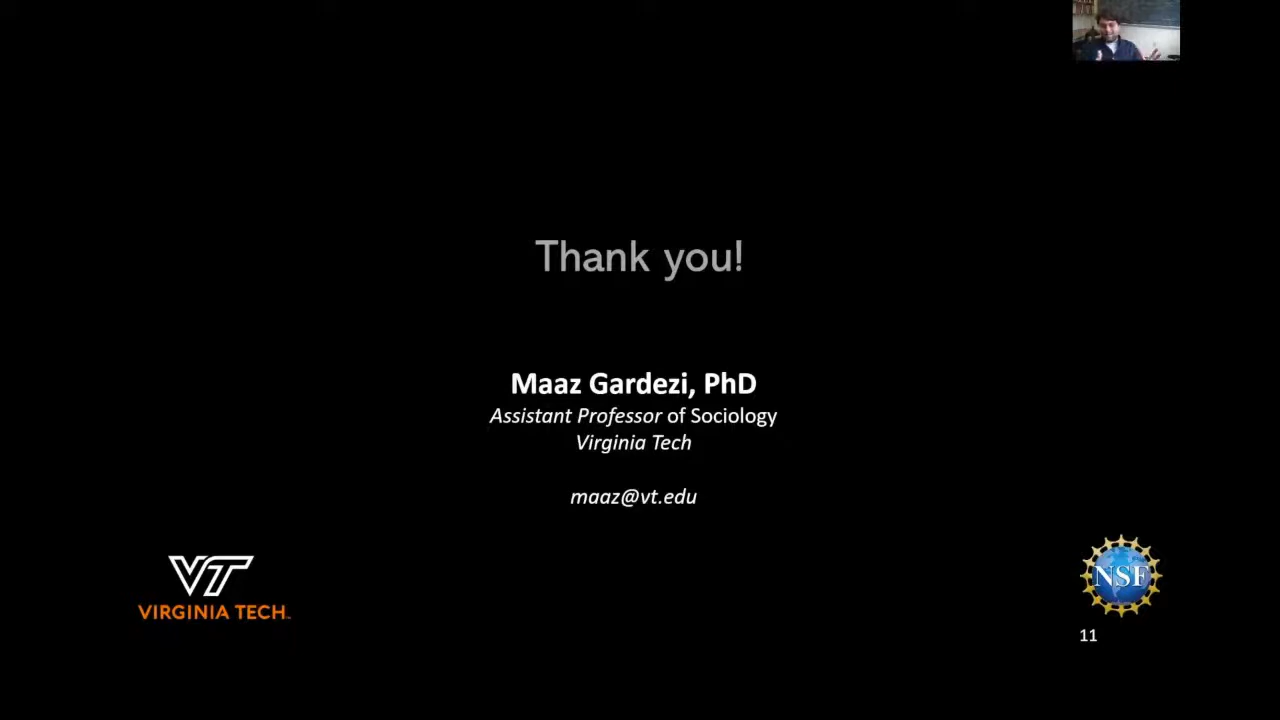 Thank you!
Maaz Gardezi, PhD
Assistant Professor of Sociology
Virginia Tech
maaz@vt.edu
VT
VIRGINIA TECH
NSF
11